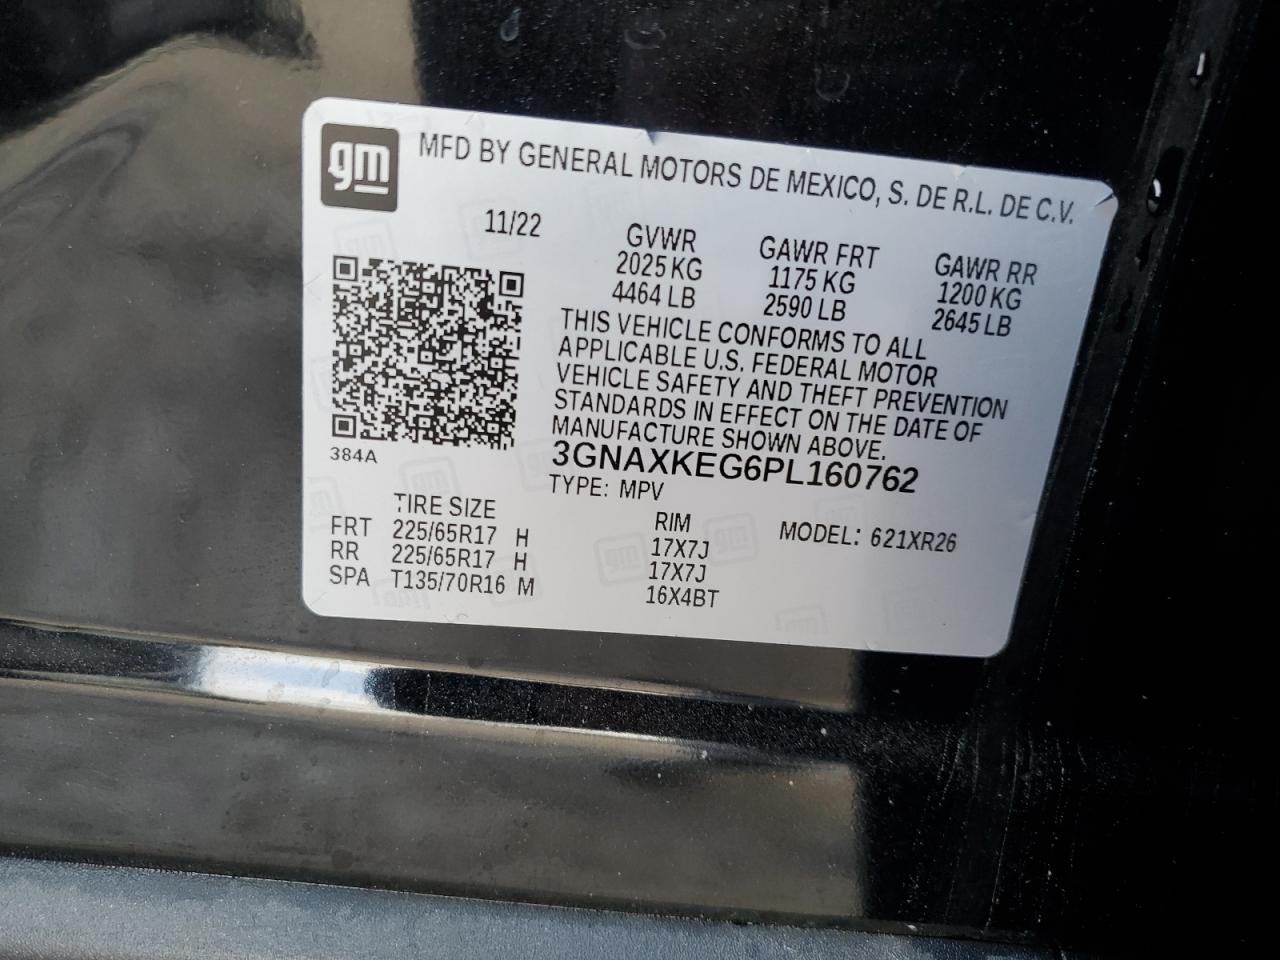 gm
MFD BY GENERAL MOTORS DE MEXICO, S. DE R.L. DE C.V.
11/22
GVWR GAWR FRT GAWR RR
2025 KG 1175 KG 1200 KG
4464 LB 2590 LB 2645 LB
THIS VEHICLE CONFORMS TO ALL
APPLICABLE U.S. FEDERAL MOTOR
VEHICLE SAFETY AND THEFT PREVENTION
STANDARDS IN EFFECT ON THE DATE OF
MANUFACTURE SHOWN ABOVE.
384A
3GNAXKEG6PL160762
TYPE: MPV
MODEL: 621XR26
TIRE SIZE RIM
FRT 225/65R17 H 17X7J
RR 225/65R17 H 17X7J
SPA T135/70R16 M 16X4BT